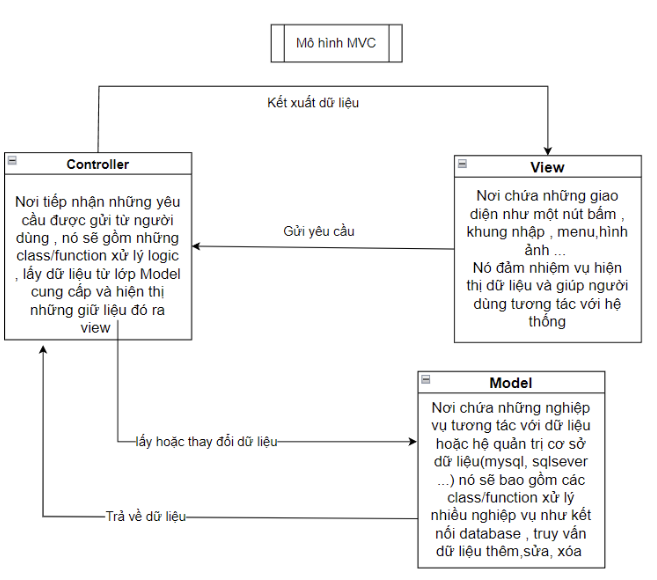 Mô hình MVC
Kết xuất dữ liệu
Controller
Nơi tiếp nhận những yêu
cầu được gửi từ người
dùng , nó sẽ gồm những
class/function xử lý logic
, lấy dữ liệu từ lớp Model
cung cấp và hiện thị
những giữ liệu đó ra
view
Gửi yêu cầu
View
Nơi chứa những giao
diện như một nút bấm ,
khung nhập , menu,hình
ảnh ...
Nó đảm nhiệm vụ hiện
thị dữ liệu và giúp người
dùng tương tác với hệ
thống
lấy hoặc thay đổi dữ liệu
Trả về dữ liệu
Model
Nơi chứa những nghiệp
vụ tương tác với dữ liệu
hoặc hệ quản trị cơ sở
dữ liệu(mysql, sqlsever
...) nó sẽ bao gồm các
class/function xử lý
nhiều nghiệp vụ như kết
nối database , truy vấn
dữ liệu thêm,sửa, xóa